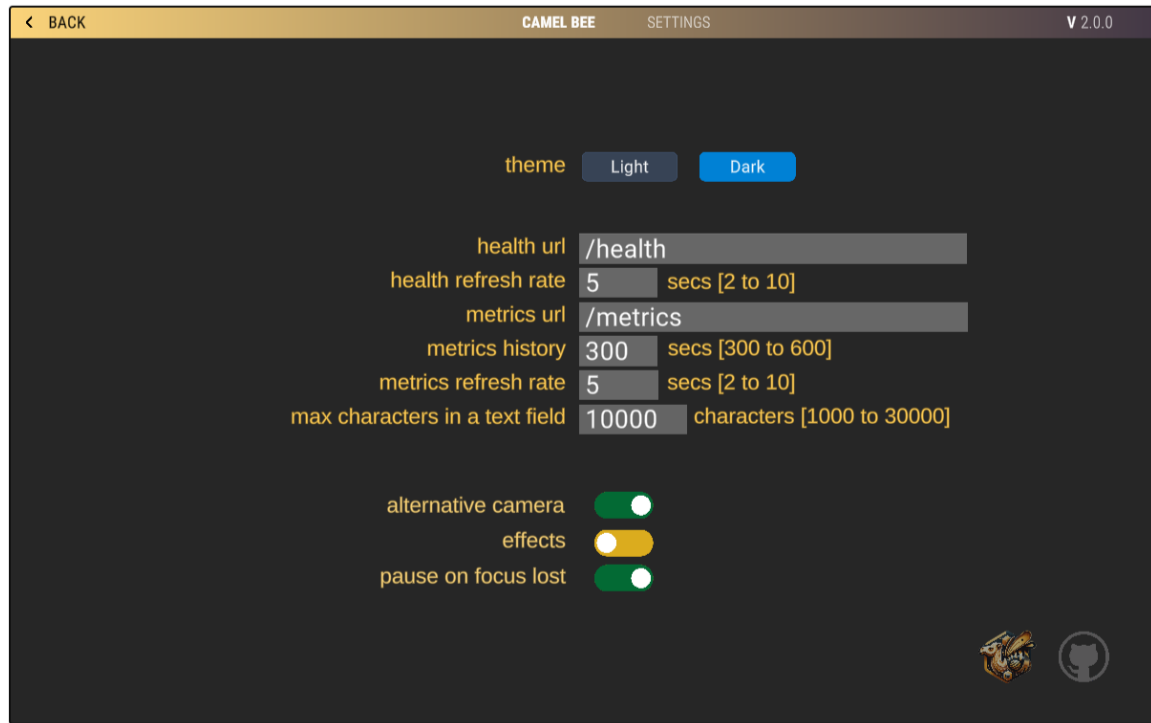 < BACK CAMEL BEE SETTINGS V 2.0.0
theme Light Dark
health url /health
health refresh rate 5 secs [2 to 10]
metrics url /metrics
metrics history 300 secs [300 to 600]
metrics refresh rate 5 secs [2 to 10]
max characters in a text field 10000 characters [1000 to 30000]
alternative camera
effects
pause on focus lost